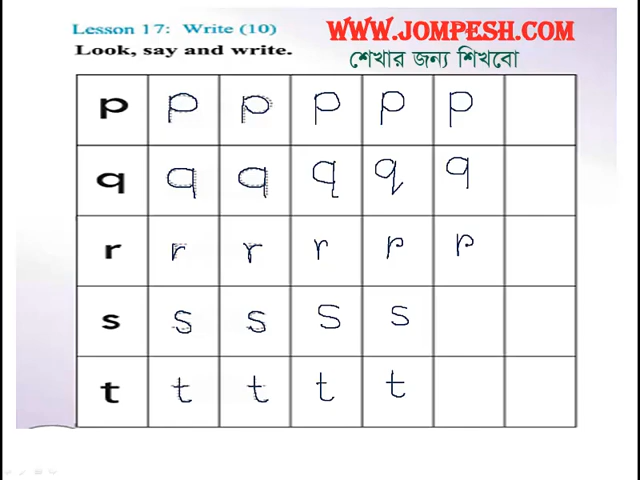 Lesson 17: Write (10)
WWW.JOMPESH.COM
Look, say and write.
শেখার জন্য শিখবো
p p p p p p
q q q q q q
r r r r r r
s s s s s
t t t t t